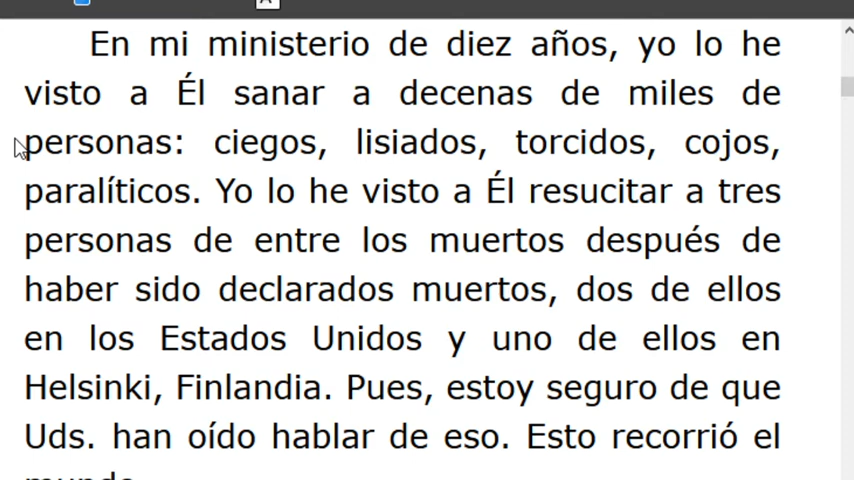 En mi ministerio de diez años, yo lo he
visto a Él sanar a decenas de miles de
personas: ciegos, lisiados, torcidos, cojos,
paralíticos. Yo lo he visto a Él resucitar a tres
personas de entre los muertos después de
haber sido declarados muertos, dos de ellos
en los Estados Unidos y uno de ellos en
Helsinki, Finlandia. Pues, estoy seguro de que
Uds. han oído hablar de eso. Esto recorrió el